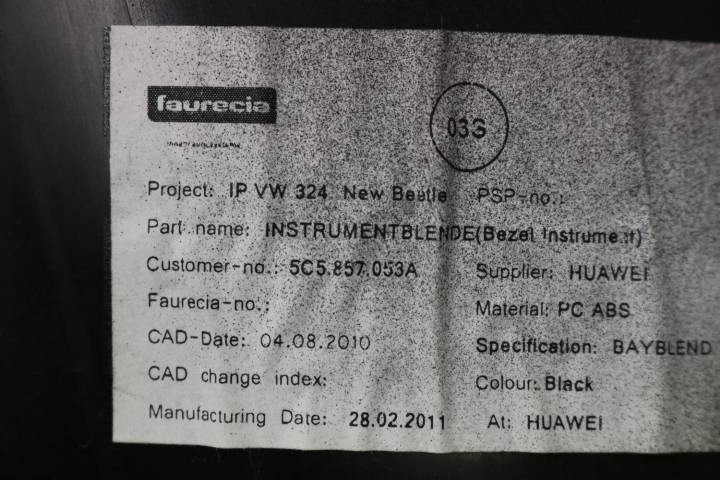 faurecia
03S
Project: IP VW 324 New Beetle PSP-no.:
Part name: INSTRUMENTBLENDE(Bezel Instrume.:t)
Customer-no.: 5C5.857.053A Supplier: HUAWEI
Faurecia-no.: Material: PC ABS
CAD-Date: 04.08.2010 Specification: BAYBLEND
CAD change index: Colour: Black
Manufacturing Date: 28.02.2011 At: HUAWEI